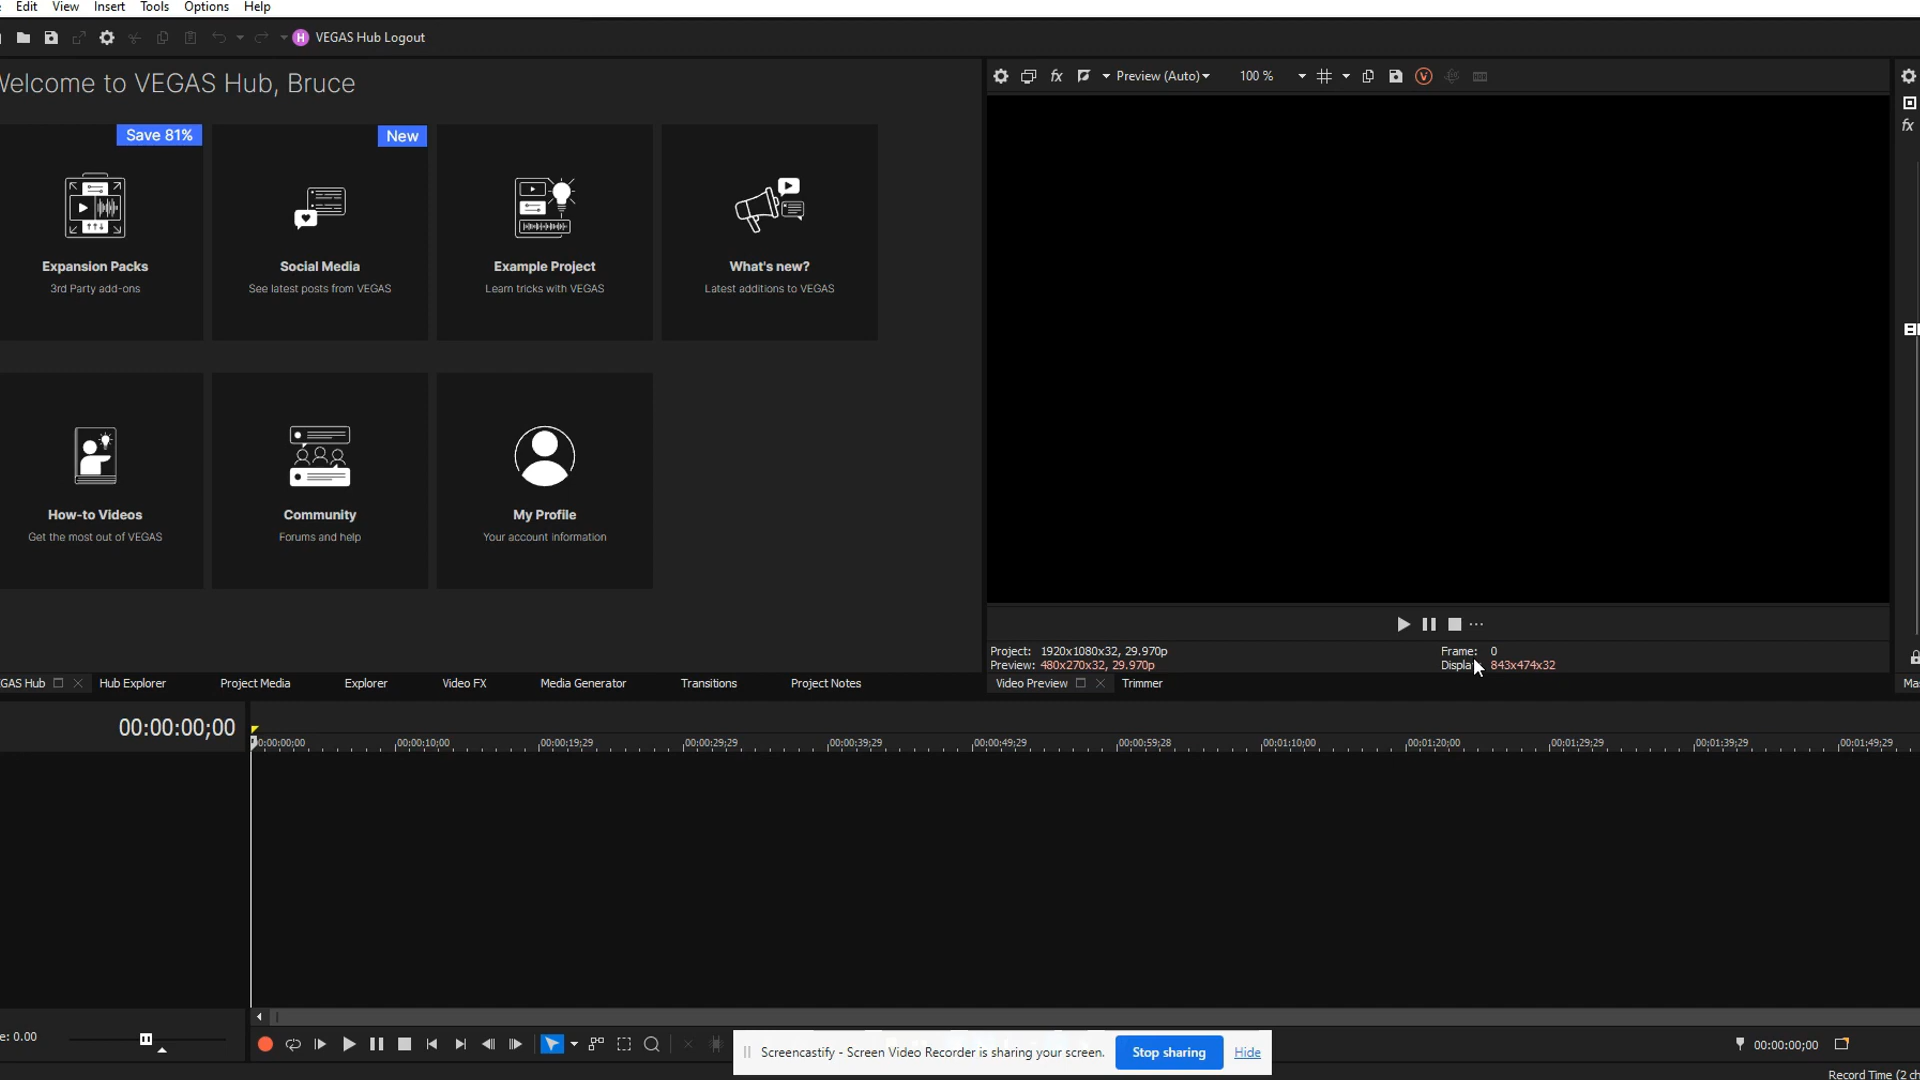 Edit View Insert Tools Options Help
H VEGAS Hub Logout
Welcome to VEGAS Hub, Bruce
Preview (Auto) 100 %
Save 81%
New
Expansion Packs
3rd Party add-ons
Social Media
See latest posts from VEGAS
Example Project
Learn tricks with VEGAS
What's new?
Latest additions to VEGAS
How-to Videos
Get the most out of VEGAS
Community
Forums and help
My Profile
Your account information
fx
Project: 1920x1080x32, 29.970p
Frame: 0
Preview: 480x270x32, 29.970p
Display 843x474x32
GAS Hub Hub Explorer Project Media Explorer Video FX Media Generator Transitions Project Notes
Video Preview Trimmer
Mas
00:00:00;00
00:00:00;00 00:00:10;00 00:00:19;29 00:00:29;29 00:00:39;29 00:00:49;29 00:00:59;28 00:01:10;00 00:01:20;00 00:01:29;29 00:01:39;29 00:01:49;29
e: 0.00
Screencastify - Screen Video Recorder is sharing your screen. Stop sharing Hide
00:00:00;00
Record Time (2 ch